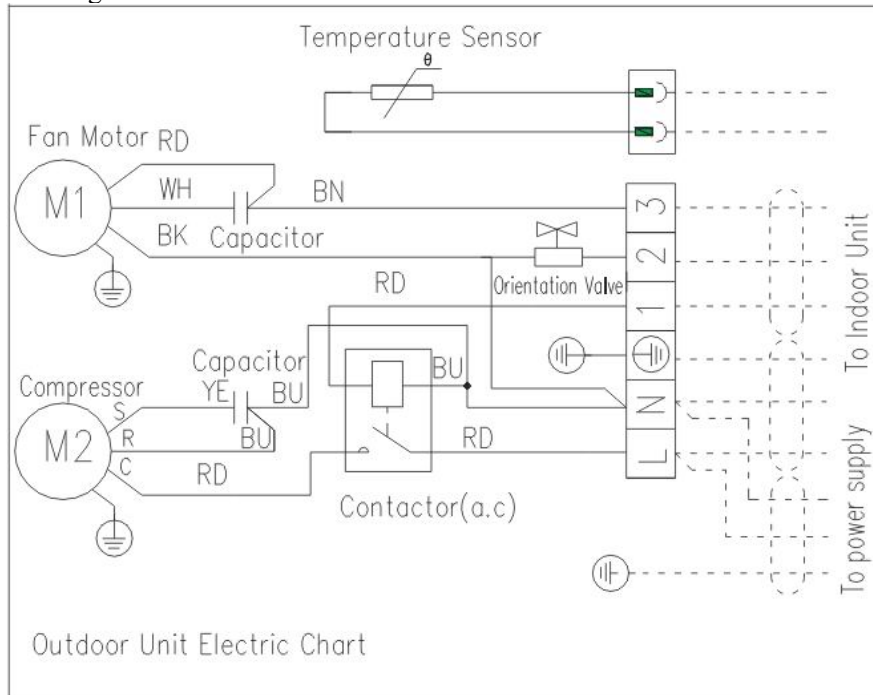 Temperature Sensor
θ
Fan Motor RD
M1
WH
BN
3
BK
Capacitor
2
RD
Orientation Valve
1
To Indoor Unit
Capacitor
Compressor
YE
BU
BU
S
N
M2
R
BU
RD
C
RD
L
Contactor(a.c)
To power supply
Outdoor Unit Electric Chart